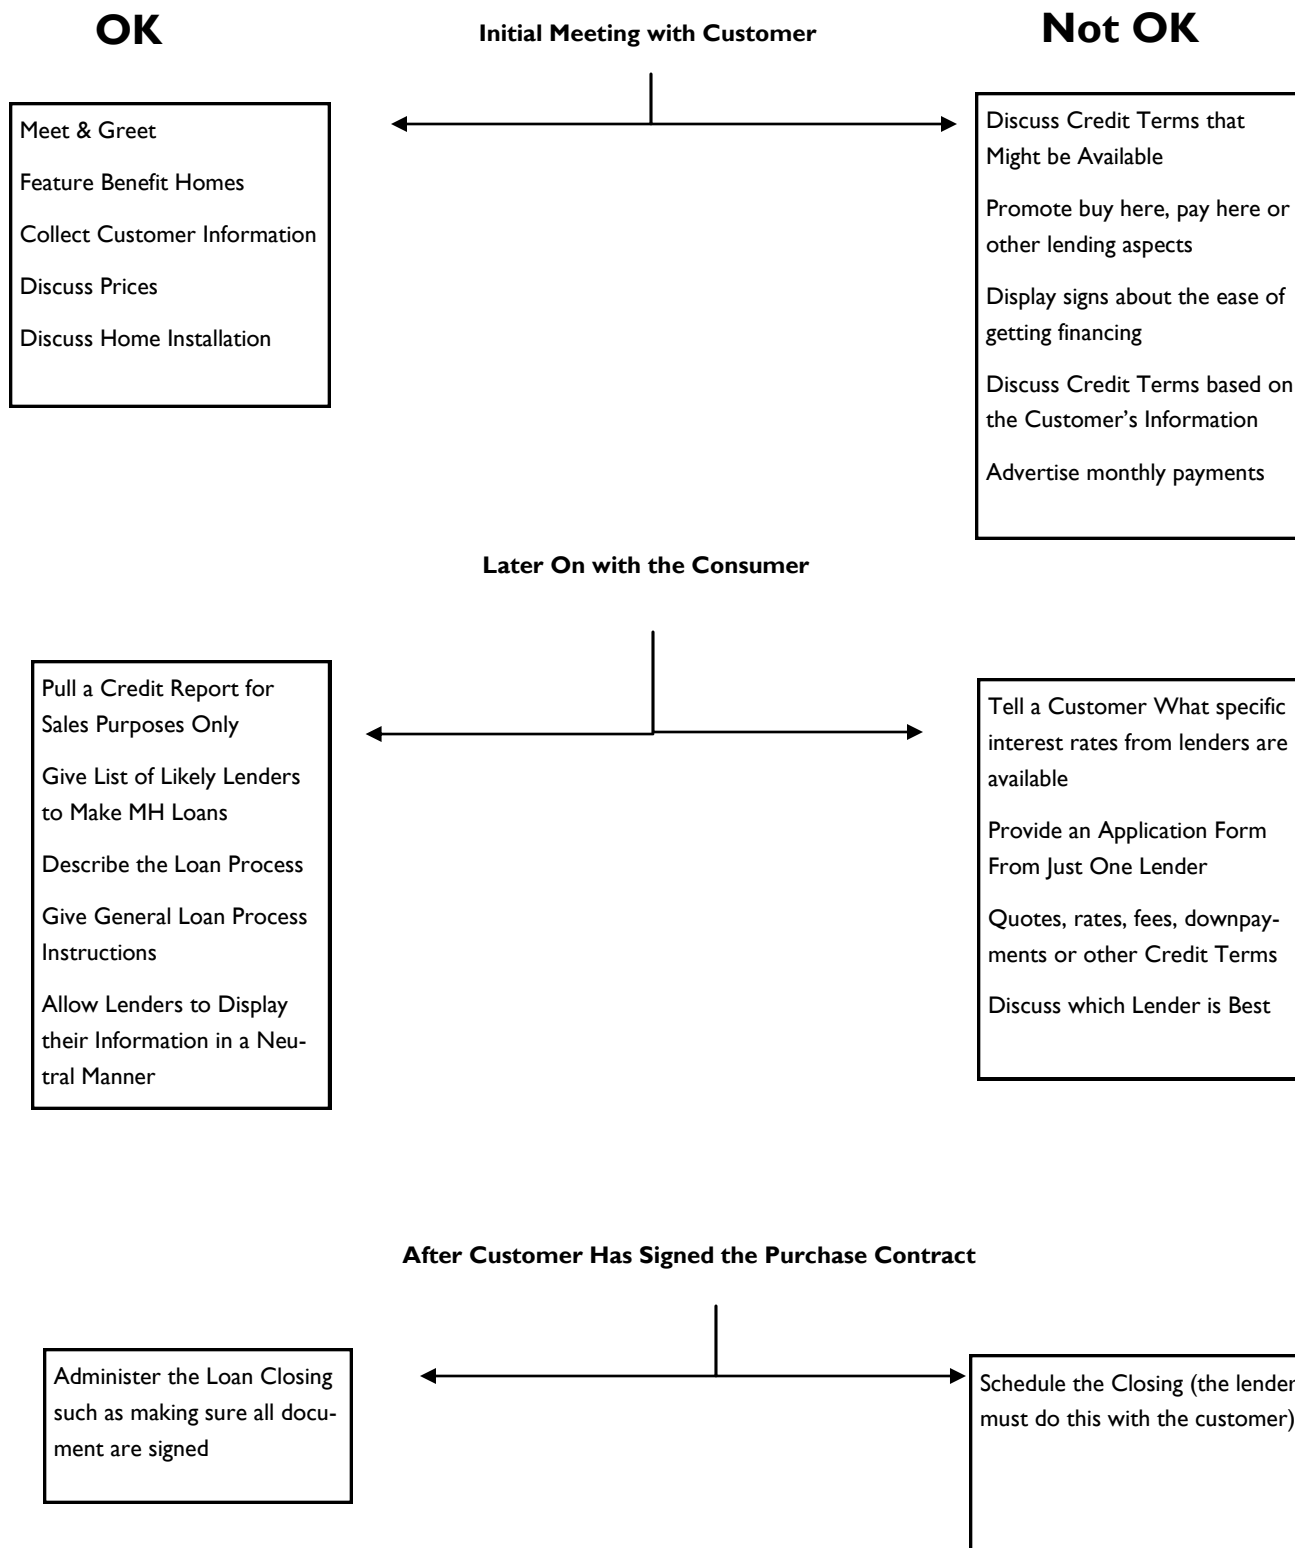 OK
Initial Meeting with Customer
Not OK
Meet & Greet
Feature Benefit Homes
Collect Customer Information
Discuss Prices
Discuss Home Installation
Discuss Credit Terms that
Might be Available
Promote buy here, pay here or
other lending aspects
Display signs about the ease of
getting financing
Discuss Credit Terms based on
the Customer’s Information
Advertise monthly payments
Later On with the Consumer
Pull a Credit Report for
Sales Purposes Only
Give List of Likely Lenders
to Make MH Loans
Describe the Loan Process
Give General Loan Process
Instructions
Allow Lenders to Display
their Information in a Neu-
tral Manner
Tell a Customer What specific
interest rates from lenders are
available
Provide an Application Form
From Just One Lender
Quotes, rates, fees, downpay-
ments or other Credit Terms
Discuss which Lender is Best
After Customer Has Signed the Purchase Contract
Administer the Loan Closing
such as making sure all docu-
ment are signed
Schedule the Closing (the lender
must do this with the customer)